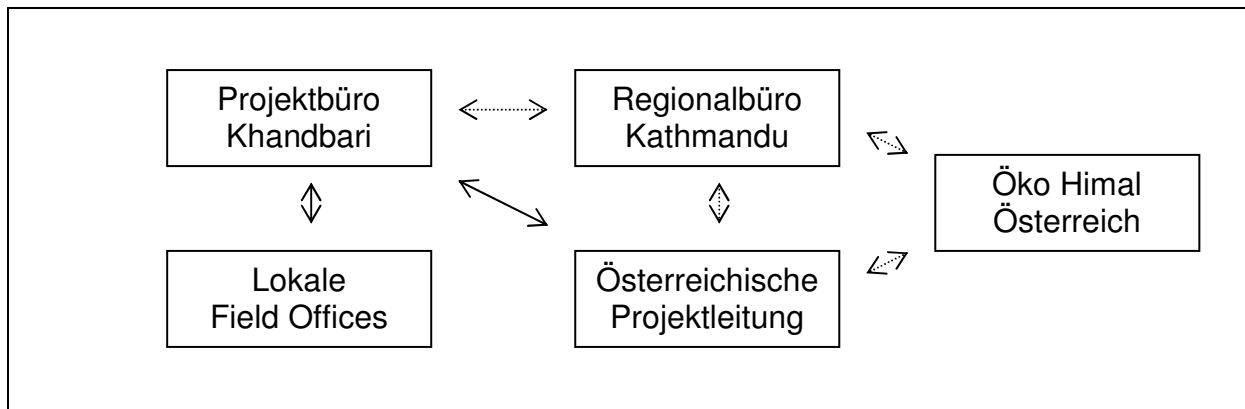 Projektbüro
Khandbari
Regionalbüro
Kathmandu
Öko Himal
Österreich
Lokale
Field Offices
Österreichische
Projektleitung